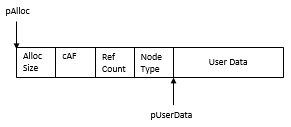 pAlloc
Alloc
Size
cAF
Ref
Count
Node
Type
User Data
pUserData